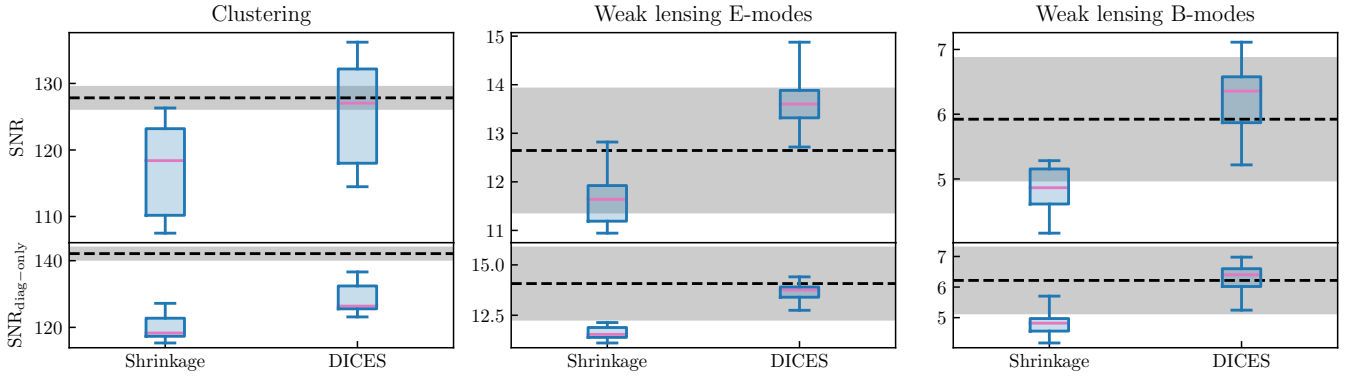 Clustering
Weak lensing E-modes
Weak lensing B-modes
SNR
130
120
110
15
14
13
12
11
7
6
5
SNR_diag−only
140
120
15.0
12.5
7
6
5
Shrinkage
DICES
Shrinkage
DICES
Shrinkage
DICES